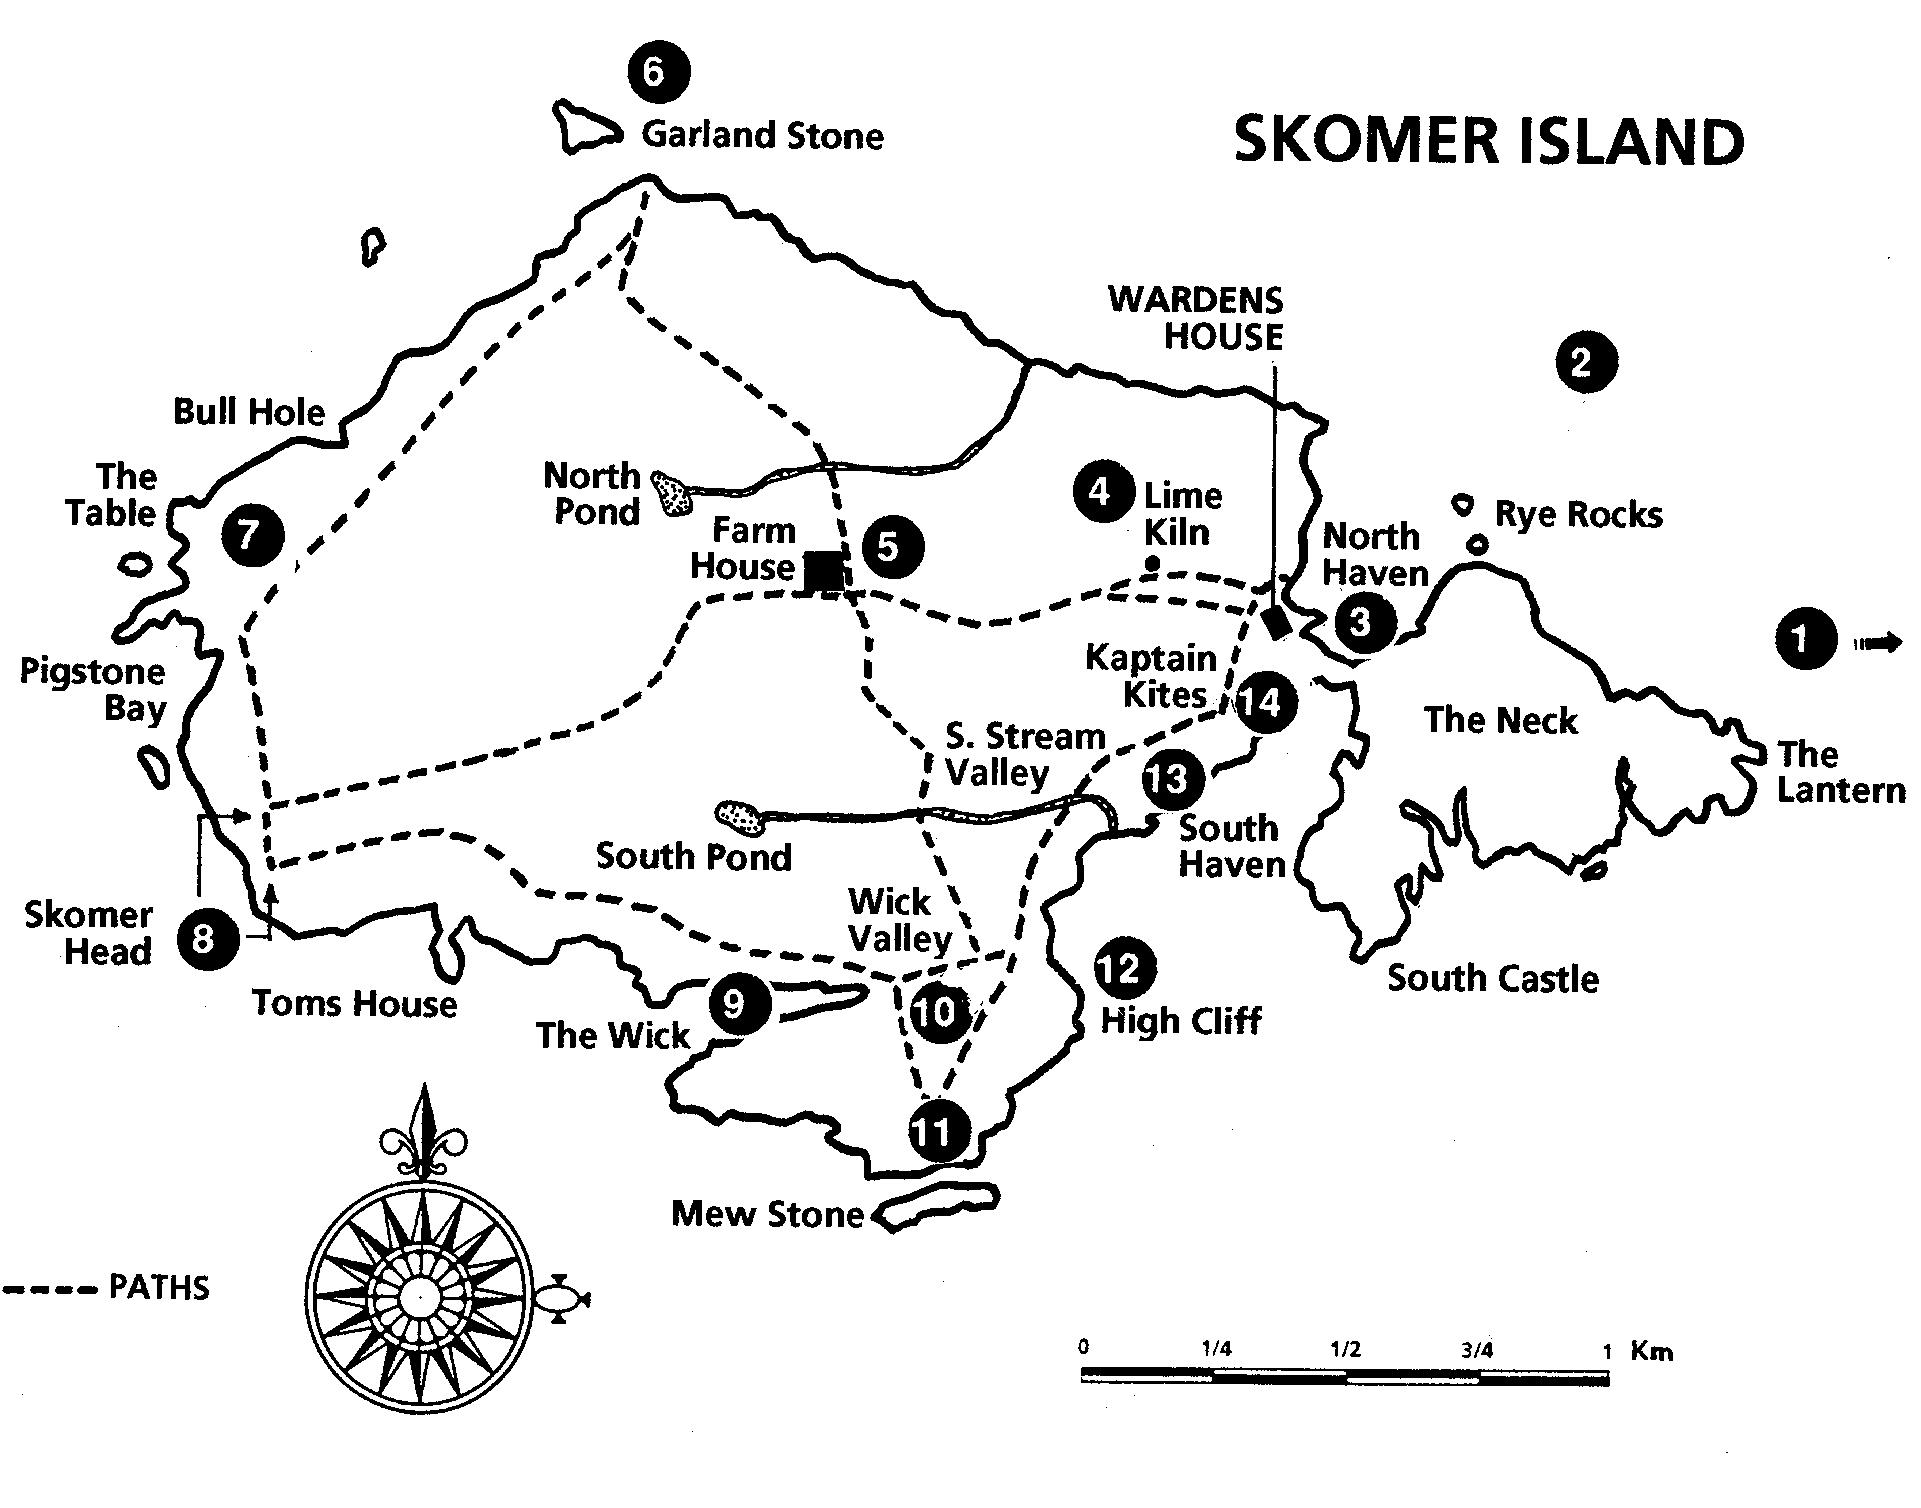 6
Garland Stone
SKOMER ISLAND
WARDENS
HOUSE
2
Bull Hole
The
Table
7
North
Pond
4
Lime
Kiln
Rye Rocks
Farm
House
5
North
Haven
3
1
Pigstone
Bay
Kaptain
Kites
14
The Neck
S. Stream
Valley
13
The
Lantern
South Pond
South
Haven
Skomer
Head
8
Wick
Valley
12
High Cliff
South Castle
Toms House
The Wick
9
10
11
Mew Stone
PATHS
0 1/4 1/2 3/4 1 Km